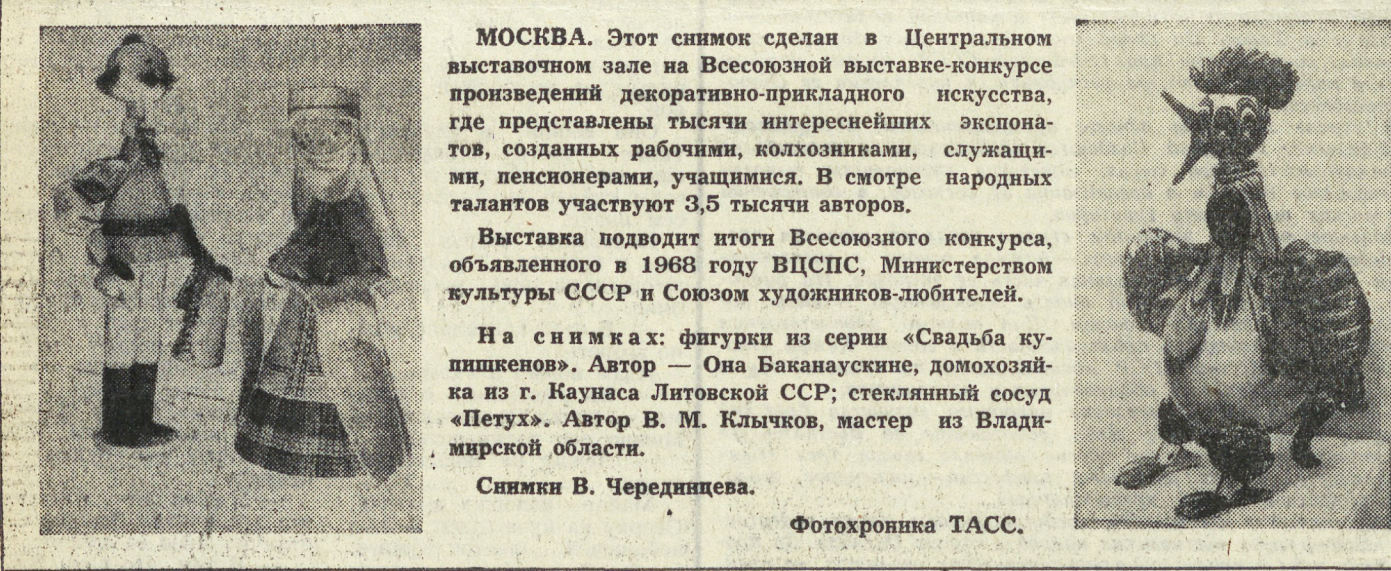 МОСКВА. Этот снимок сделан в Центральном
выставочном зале на Всесоюзной выставке-конкурсе
произведений декоративно-прикладного искусства,
где представлены тысячи интереснейших экспона-
тов, созданных рабочими, колхозниками, служащи-
ми, пенсионерами, учащимися. В смотре народных
талантов участвуют 3,5 тысячи авторов.
Выставка подводит итоги Всесоюзного конкурса,
объявленного в 1968 году ВЦСПС, Министерством
культуры СССР и Союзом художников-любителей.
На снимках: фигурки из серии «Свадьба ку-
пишкенов». Автор — Она Баканаускине, домохозяй-
ка из г. Каунаса Литовской ССР; стеклянный сосуд
«Петух». Автор В. М. Клычков, мастер из Влади-
мирской области.
Снимки В. Черединцева.
Фотохроника ТАСС.